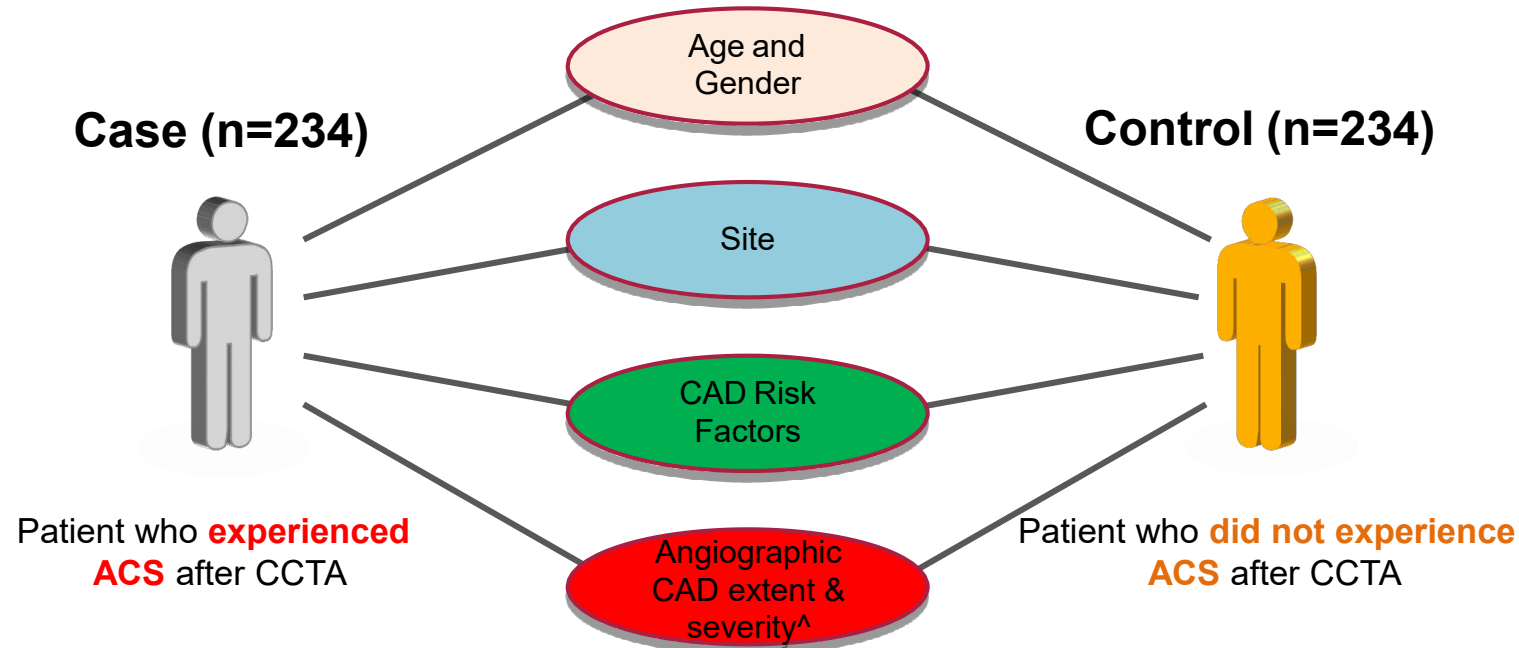 Age and
Gender
Case (n=234)
Control (n=234)
Site
CAD Risk
Factors
Patient who experienced
ACS after CCTA
Angiographic
CAD extent &
severity^
Patient who did not experience
ACS after CCTA